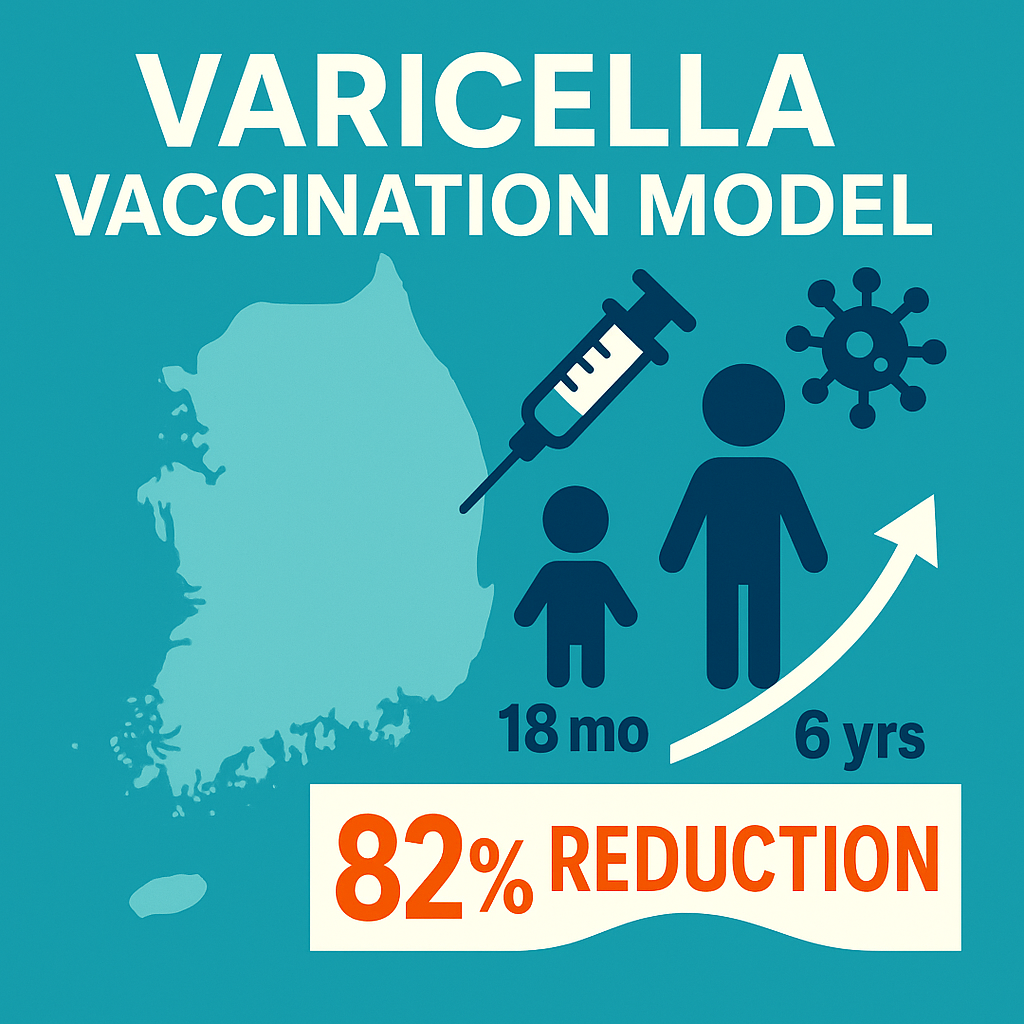 VARICELLA
VACCINATION MODEL
18 mo
6 yrs
82% REDUCTION